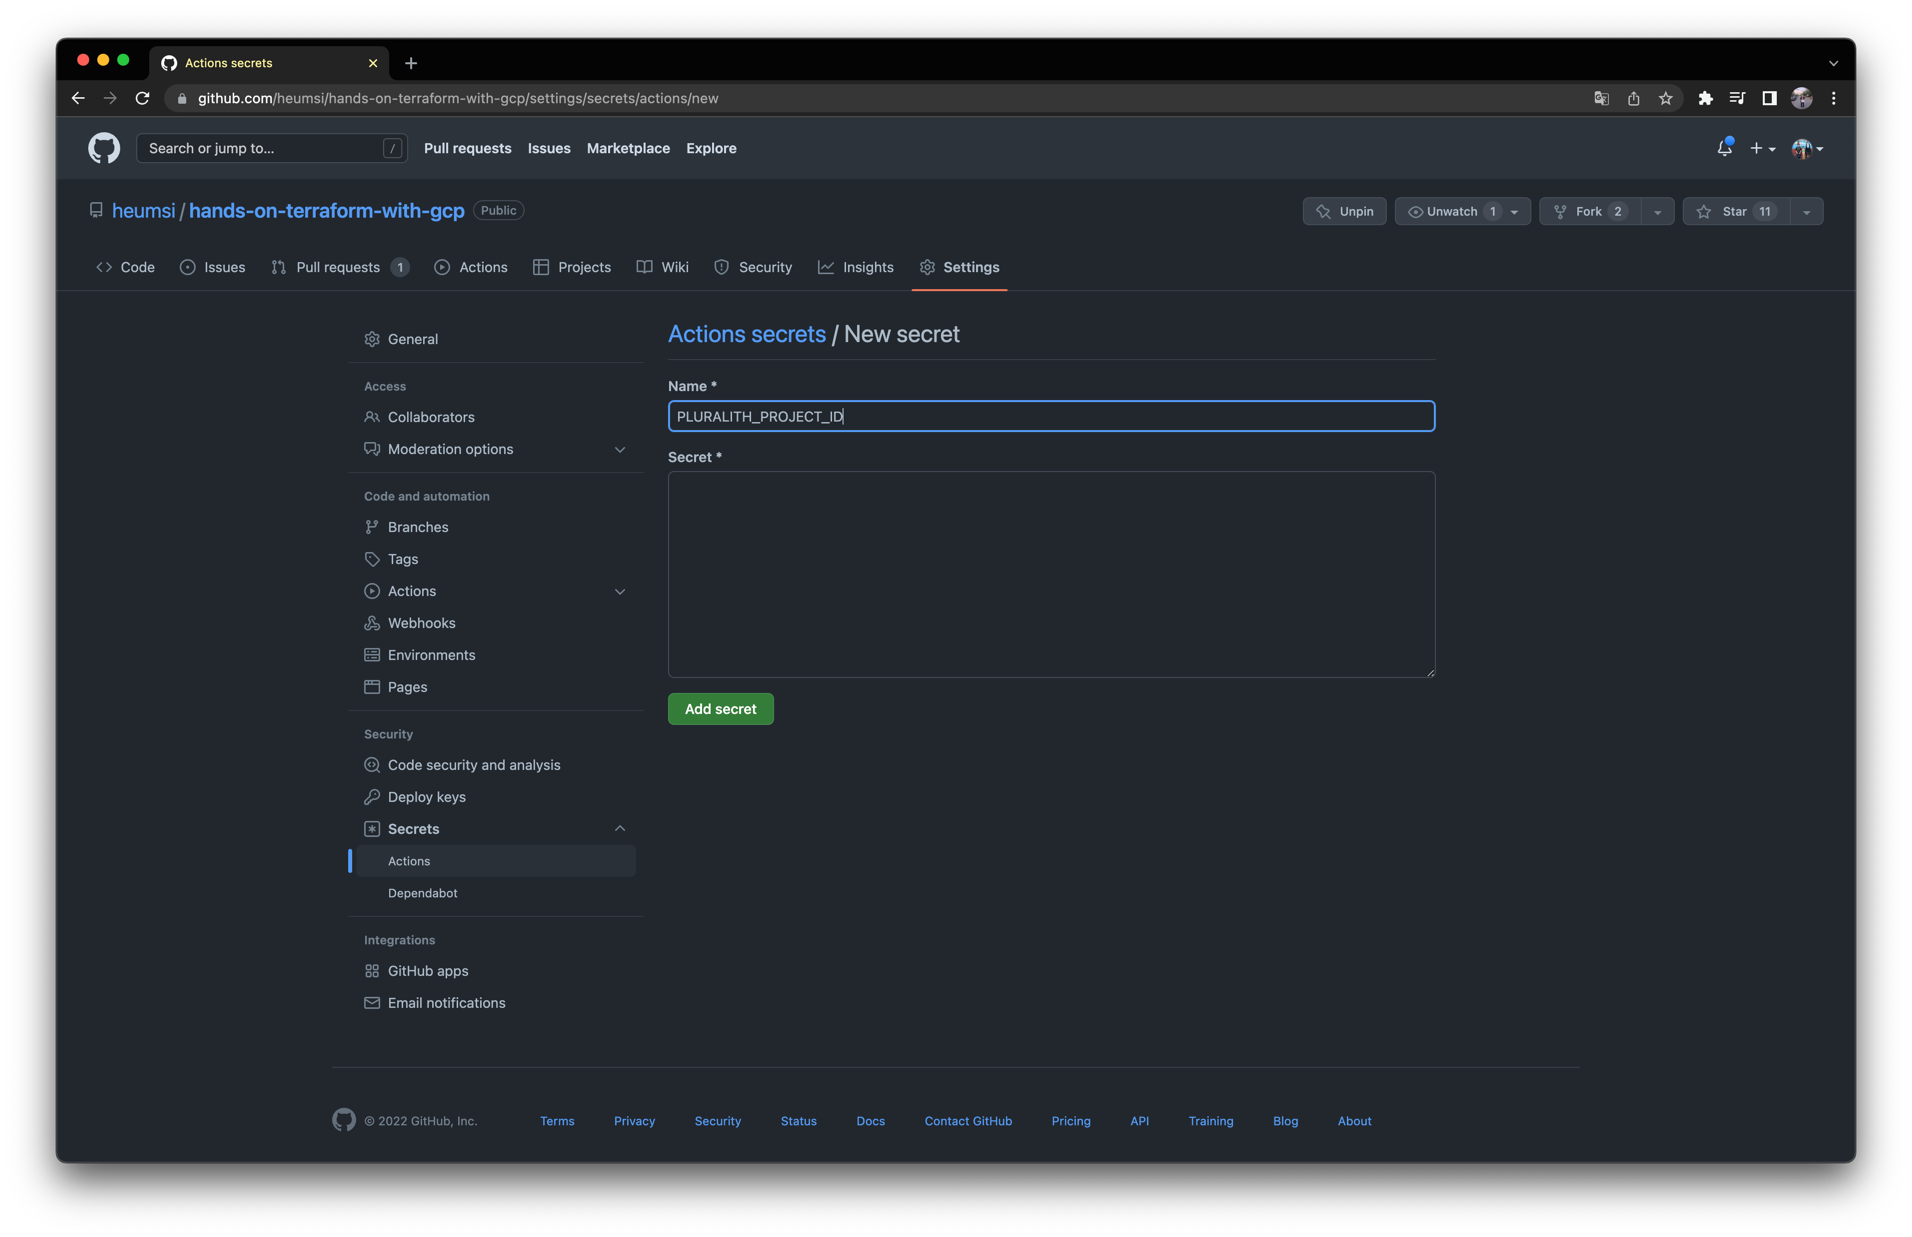 Actions secrets
github.com/heumsi/hands-on-terraform-with-gcp/settings/secrets/actions/new
Search or jump to... /
Pull requests Issues Marketplace Explore
heumsi / hands-on-terraform-with-gcp Public
Unpin Unwatch 1 Fork 2 Star 11
Code Issues Pull requests 1 Actions Projects Wiki Security Insights Settings
General
Access
Collaborators
Moderation options
Code and automation
Branches
Tags
Actions
Webhooks
Environments
Pages
Security
Code security and analysis
Deploy keys
Secrets
Actions
Dependabot
Integrations
GitHub apps
Email notifications
Actions secrets / New secret
Name *
PLURALITH_PROJECT_ID
Secret *
Add secret
© 2022 GitHub, Inc. Terms Privacy Security Status Docs Contact GitHub Pricing API Training Blog About